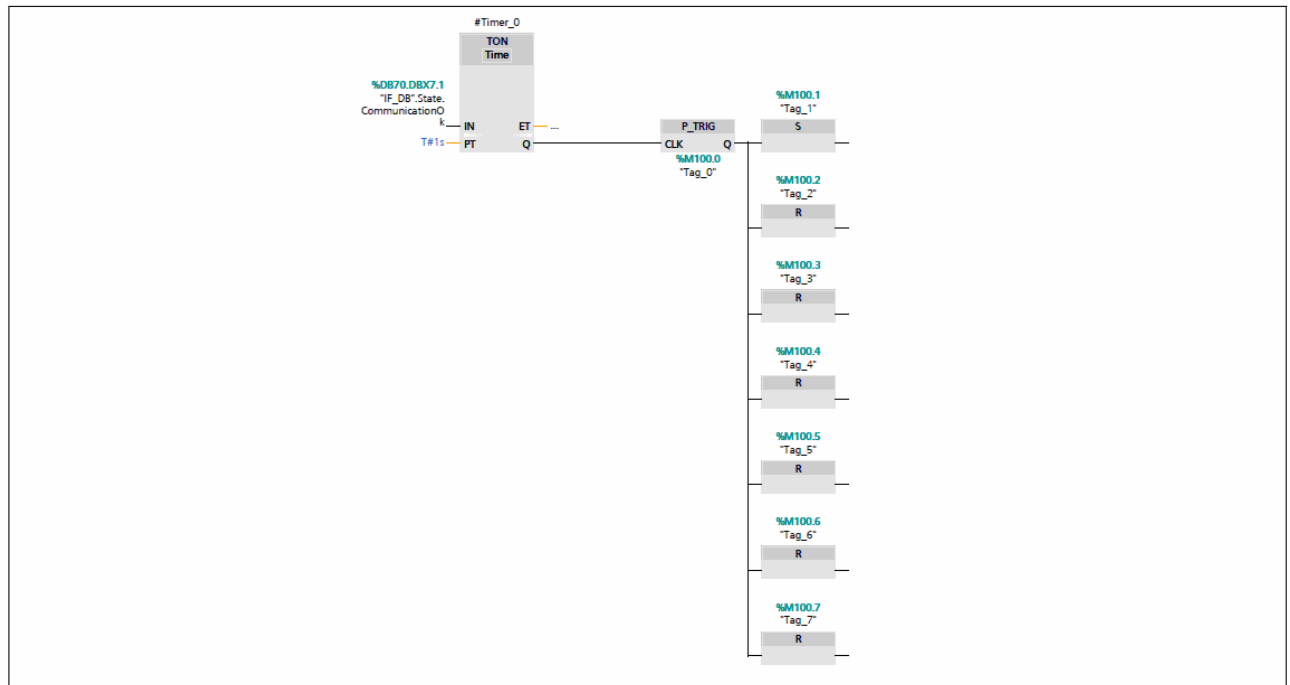 #Timer_0
TON
Time
%DB70.DBX7.1
"IF_DB".State.
CommunicationO
k
IN
ET
...
T#1s
PT
Q
P_TRIG
CLK
Q
%M100.0
"Tag_0"
%M100.1
"Tag_1"
S
%M100.2
"Tag_2"
R
%M100.3
"Tag_3"
R
%M100.4
"Tag_4"
R
%M100.5
"Tag_5"
R
%M100.6
"Tag_6"
R
%M100.7
"Tag_7"
R